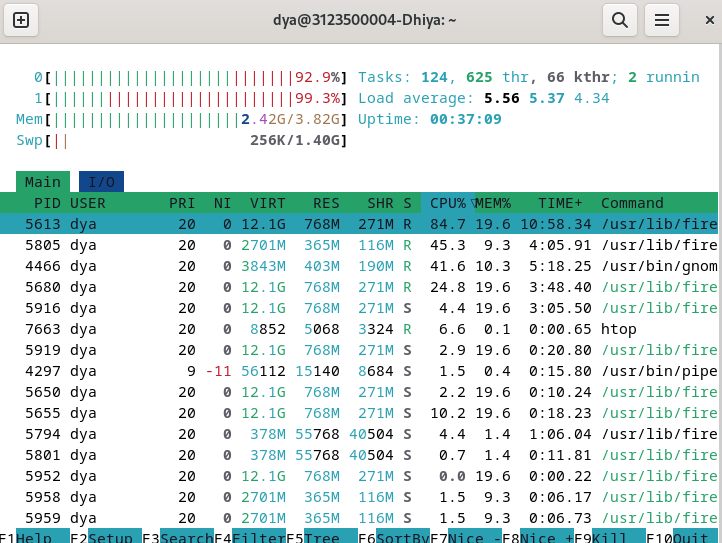 dya@3123500004-Dhiya: ~
0[|||||||||||||||||||||||||||92.9%] Tasks: 124, 625 thr, 66 kthr; 2 runnin
1[|||||||||||||||||||||||||||99.3%] Load average: 5.56 5.37 4.34
Mem[|||||||||||||||||||||2.42G/3.82G] Uptime: 00:37:09
Swp[|| 256K/1.40G]
Main I/O
PID USER PRI NI VIRT RES SHR S CPU%▽MEM% TIME+ Command
5613 dya 20 0 12.1G 768M 271M R 84.7 19.6 10:58.34 /usr/lib/fire
5805 dya 20 0 2701M 365M 116M R 45.3 9.3 4:05.91 /usr/lib/fire
4466 dya 20 0 3843M 403M 190M R 41.6 10.3 5:18.25 /usr/bin/gnom
5680 dya 20 0 12.1G 768M 271M R 24.8 19.6 3:48.40 /usr/lib/fire
5916 dya 20 0 12.1G 768M 271M S 4.4 19.6 3:05.50 /usr/lib/fire
7663 dya 20 0 8852 5068 3324 R 6.6 0.1 0:00.65 htop
5919 dya 20 0 12.1G 768M 271M S 2.9 19.6 0:20.80 /usr/lib/fire
4297 dya 9 -11 56112 15140 8684 S 1.5 0.4 0:15.80 /usr/bin/pipe
5650 dya 20 0 12.1G 768M 271M S 2.2 19.6 0:10.24 /usr/lib/fire
5655 dya 20 0 12.1G 768M 271M S 10.2 19.6 0:18.23 /usr/lib/fire
5794 dya 20 0 378M 55768 40504 S 4.4 1.4 1:06.04 /usr/lib/fire
5801 dya 20 0 378M 55768 40504 S 0.7 1.4 0:11.81 /usr/lib/fire
5952 dya 20 0 12.1G 768M 271M S 0.0 19.6 0:00.22 /usr/lib/fire
5958 dya 20 0 2701M 365M 116M S 1.5 9.3 0:06.17 /usr/lib/fire
5959 dya 20 0 2701M 365M 116M S 1.5 9.3 0:06.73 /usr/lib/fire
F1Help F2Setup F3SearchF4FilterF5Tree F6SortByF7Nice -F8Nice +F9Kill F10Quit